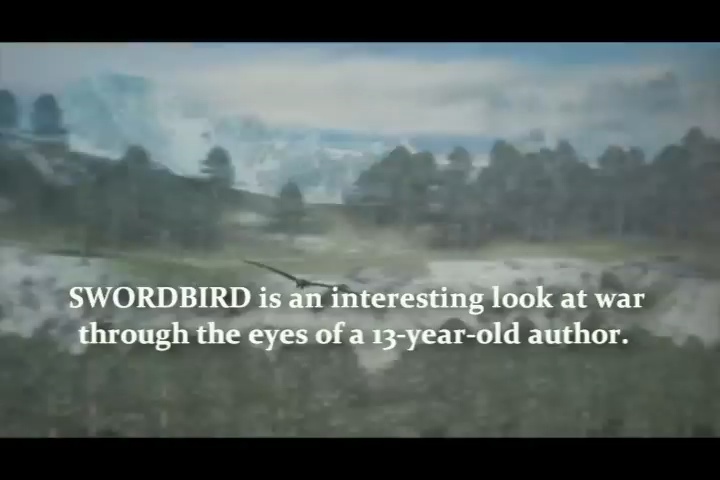 SWORDBIRD is an interesting look at war
through the eyes of a 13-year-old author.